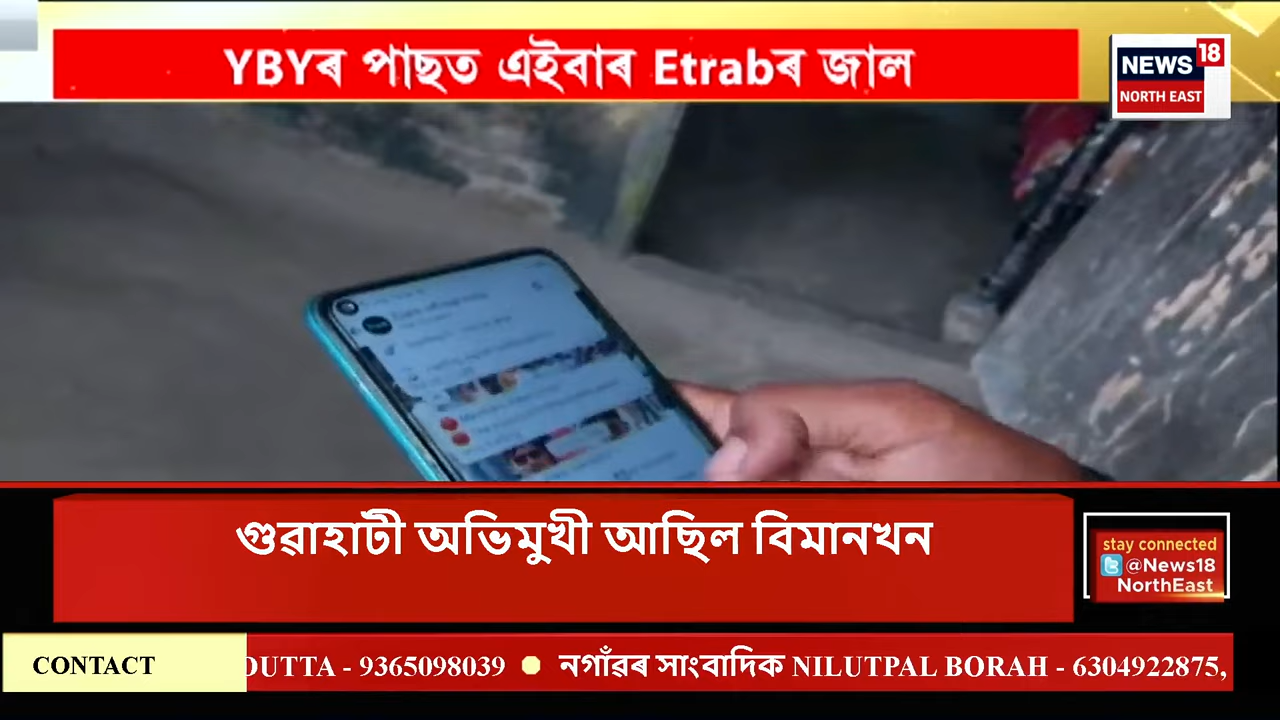 YBYৰ পাছত এইবাৰ Etrabৰ জাল
NEWS 18
NORTH EAST
গুৱাহাটী অভিমুখী আছিল বিমানখন
stay connected
@News18
NorthEast
CONTACT
DUTTA - 9365098039 নগাঁৱৰ সাংবাদিক NILUTPAL BORAH - 6304922875,